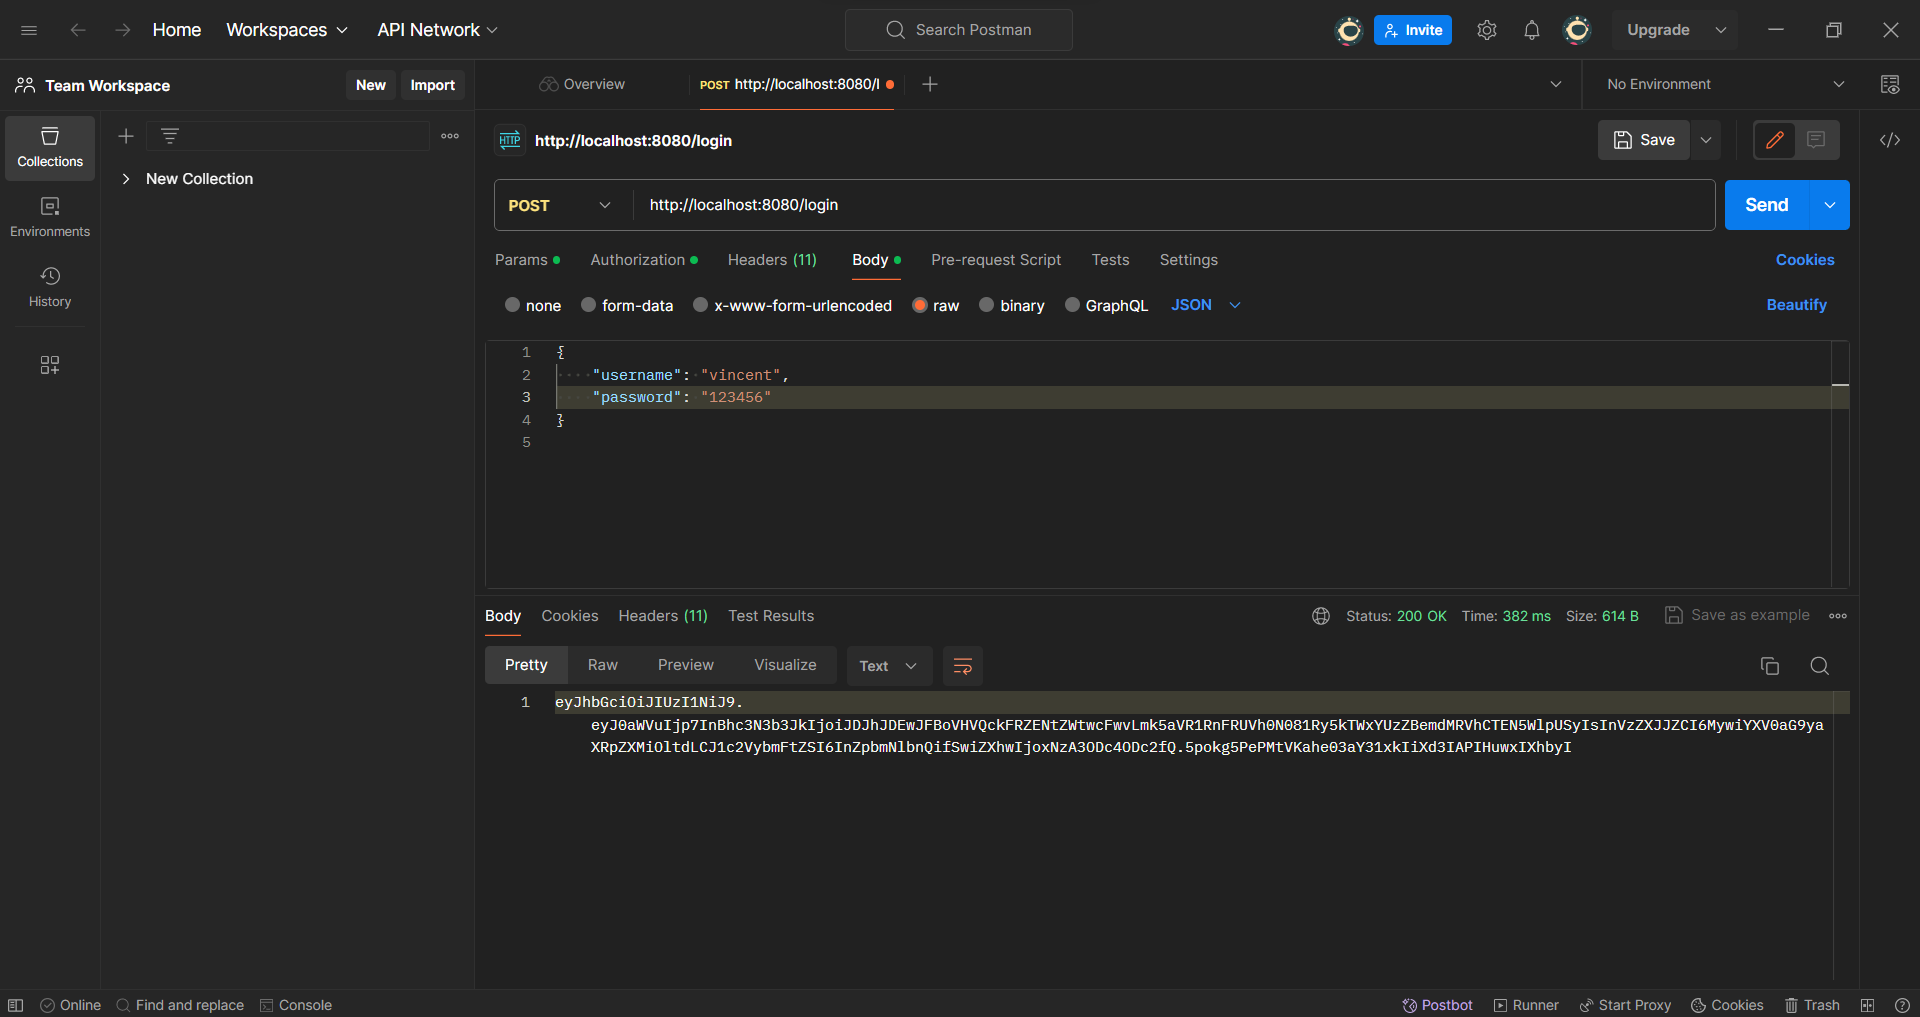 Home Workspaces API Network Search Postman Invite Upgrade
Team Workspace New Import Overview POST http://localhost:8080/l No Environment
Collections
HTTP http://localhost:8080/login Save
New Collection
POST http://localhost:8080/login Send
Environments
Params Authorization Headers (11) Body Pre-request Script Tests Settings Cookies
History
none form-data x-www-form-urlencoded raw binary GraphQL JSON Beautify
1 {
2 "username": "vincent",
3 "password": "123456"
4 }
5
Body Cookies Headers (11) Test Results Status: 200 OK Time: 382 ms Size: 614 B Save as example
Pretty Raw Preview Visualize Text
1 eyJhbGciOiJIUzI1NiJ9.
eyJ0aWVuIjp7InBhc3N3b3JkIjoiJDJhJDEwJFBoVHVQckFRZENtZWtwcFwvLmk5aVR1RnFRUVh0N081Ry5kTWxYUzZBemdMRVhCTEN5WlpUSyIsInVzZXJJZCI6MywiYXV0aG9ya
XRpZXMiOltdLCJ1c2VybmFtZSI6InZpbmNlbnQifSwiZXhwIjoxNzA3ODc4ODc2fQ.5pokg5PePMtVKahe03aY31xkIiXd3IAPIHuwxIXhbyI
Online Find and replace Console Postbot Runner Start Proxy Cookies Trash